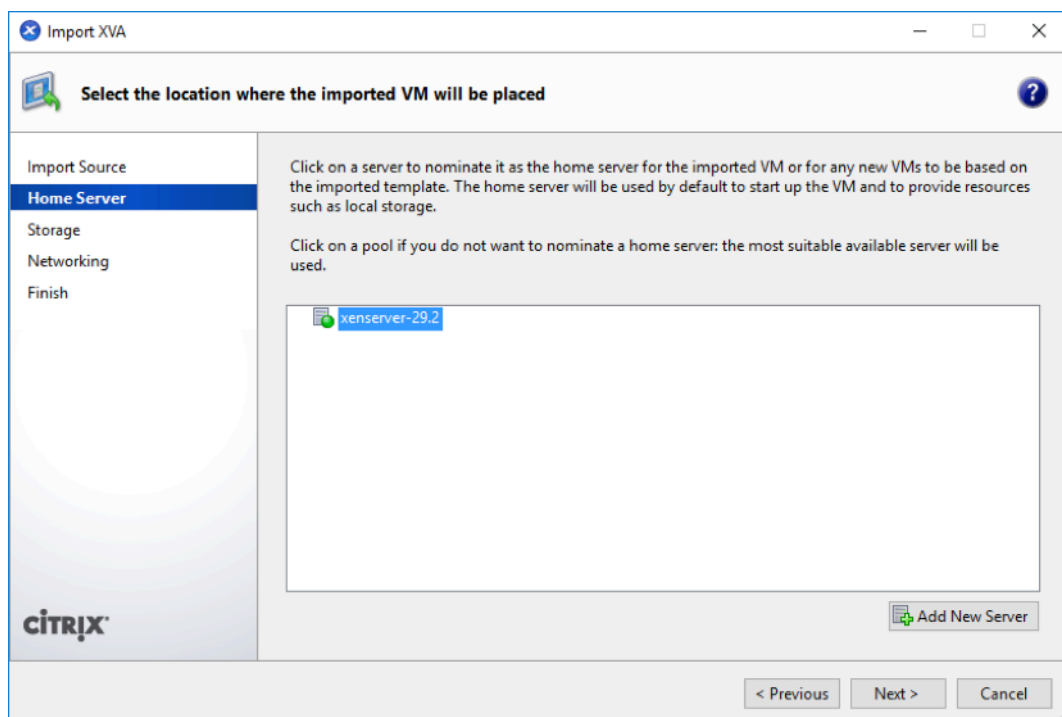 Import XVA
Select the location where the imported VM will be placed
?
Import Source
Home Server
Storage
Networking
Finish
Click on a server to nominate it as the home server for the imported VM or for any new VMs to be based on
the imported template. The home server will be used by default to start up the VM and to provide resources
such as local storage.
Click on a pool if you do not want to nominate a home server: the most suitable available server will be
used.
xenserver-29.2
Add New Server
CİTRIX
< Previous
Next >
Cancel